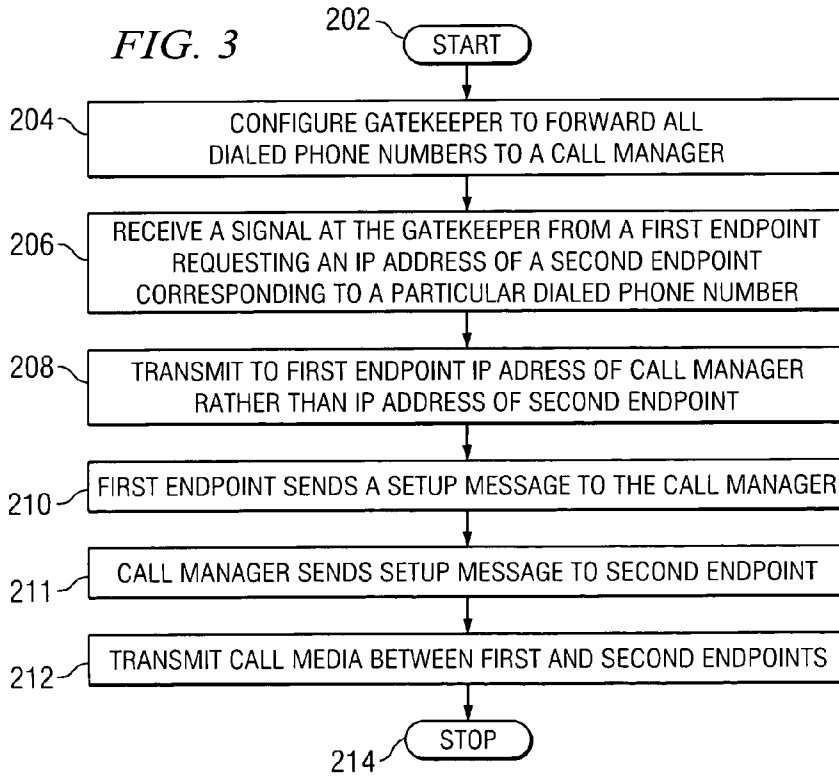 FIG. 3
202
START
204
CONFIGURE GATEKEEPER TO FORWARD ALL
DIALED PHONE NUMBERS TO A CALL MANAGER
206
RECEIVE A SIGNAL AT THE GATEKEEPER FROM A FIRST ENDPOINT
REQUESTING AN IP ADDRESS OF A SECOND ENDPOINT
CORRESPONDING TO A PARTICULAR DIALED PHONE NUMBER
208
TRANSMIT TO FIRST ENDPOINT IP ADRESS OF CALL MANAGER
RATHER THAN IP ADDRESS OF SECOND ENDPOINT
210
FIRST ENDPOINT SENDS A SETUP MESSAGE TO THE CALL MANAGER
211
CALL MANAGER SENDS SETUP MESSAGE TO SECOND ENDPOINT
212
TRANSMIT CALL MEDIA BETWEEN FIRST AND SECOND ENDPOINTS
214
STOP